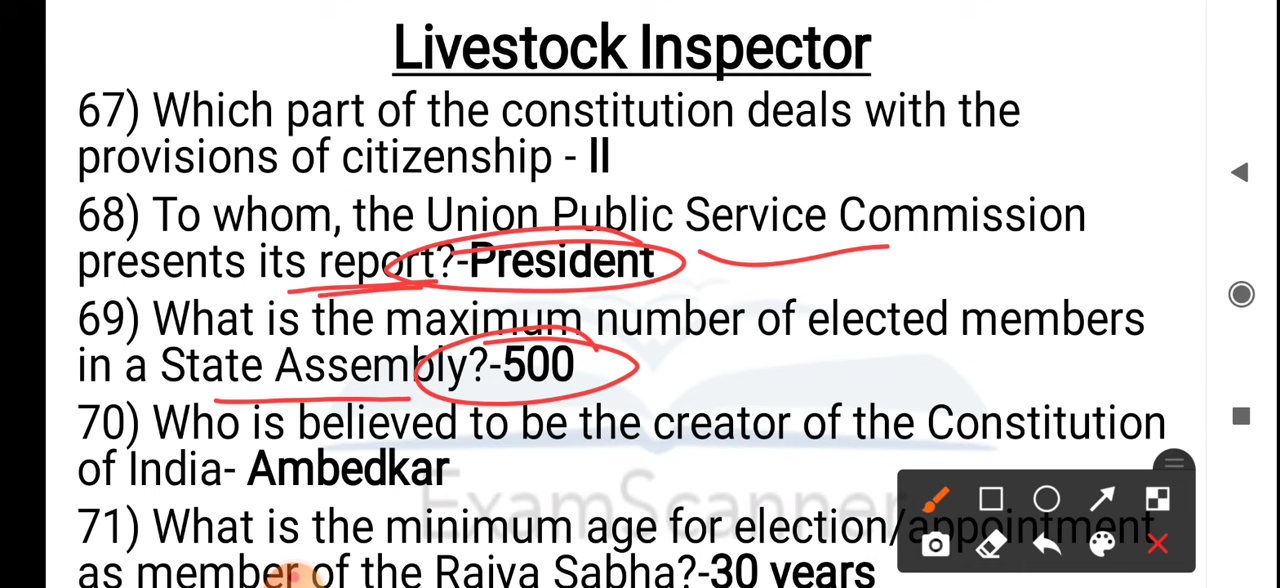 Livestock Inspector
67) Which part of the constitution deals with the
provisions of citizenship - II
68) To whom, the Union Public Service Commission
presents its report?-President
69) What is the maximum number of elected members
in a State Assembly?-500
70) Who is believed to be the creator of the Constitution
of India- Ambedkar
71) What is the minimum age for election/appointment
as member of the Rajya Sabha?-30 years
ExamScanner